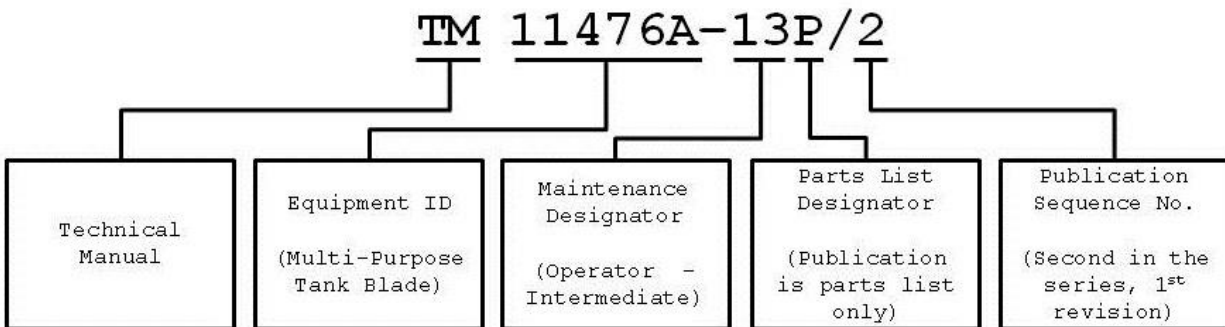 TM 11476A-13P/2
Technical
Manual
Equipment ID
(Multi-Purpose
Tank Blade)
Maintenance
Designator
(Operator -
Intermediate)
Parts List
Designator
(Publication
is parts list
only)
Publication
Sequence No.
(Second in the
series, 1st
revision)